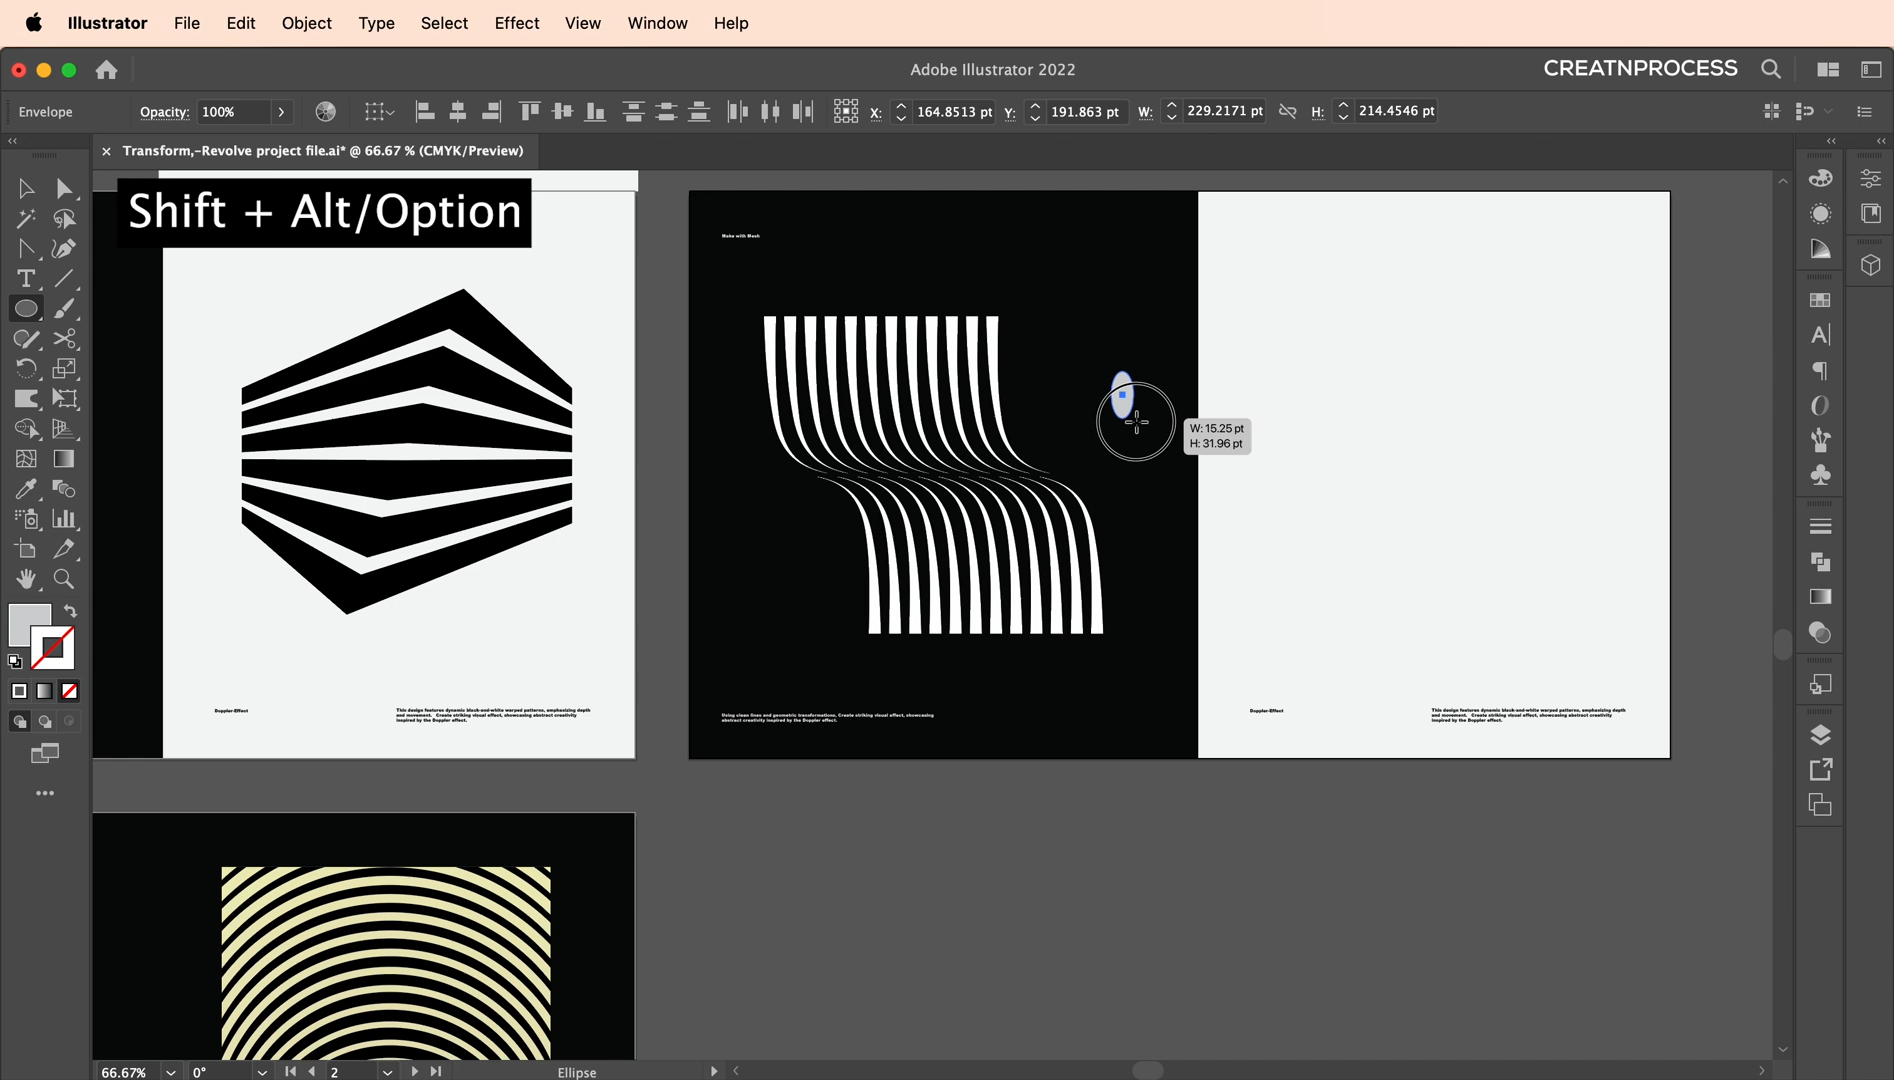 Illustrator File Edit Object Type Select Effect View Window Help
Adobe Illustrator 2022
CREATNPROCESS
Envelope
Opacity: 100%
X: 164.8513 pt Y: 191.863 pt W: 229.2171 pt H: 214.4546 pt
× Transform,-Revolve project file.ai* @ 66.67 % (CMYK/Preview)
Shift + Alt/Option
Make with Mesh
W: 15.25 pt
H: 31.96 pt
Doppler-Effect
This design features dynamic black-and-white warped patterns, emphasizing depth
and movement. Create striking visual effect, showcasing abstract creativity
inspired by the Doppler effect.
Using clean lines and geometric transformations, Create striking visual effect, showcasing
abstract creativity inspired by the Doppler effect.
Doppler-Effect
This design features dynamic black-and-white warped patterns, emphasizing depth
and movement. Create striking visual effect, showcasing abstract creativity
inspired by the Doppler effect.
66.67% 0° 2 Ellipse